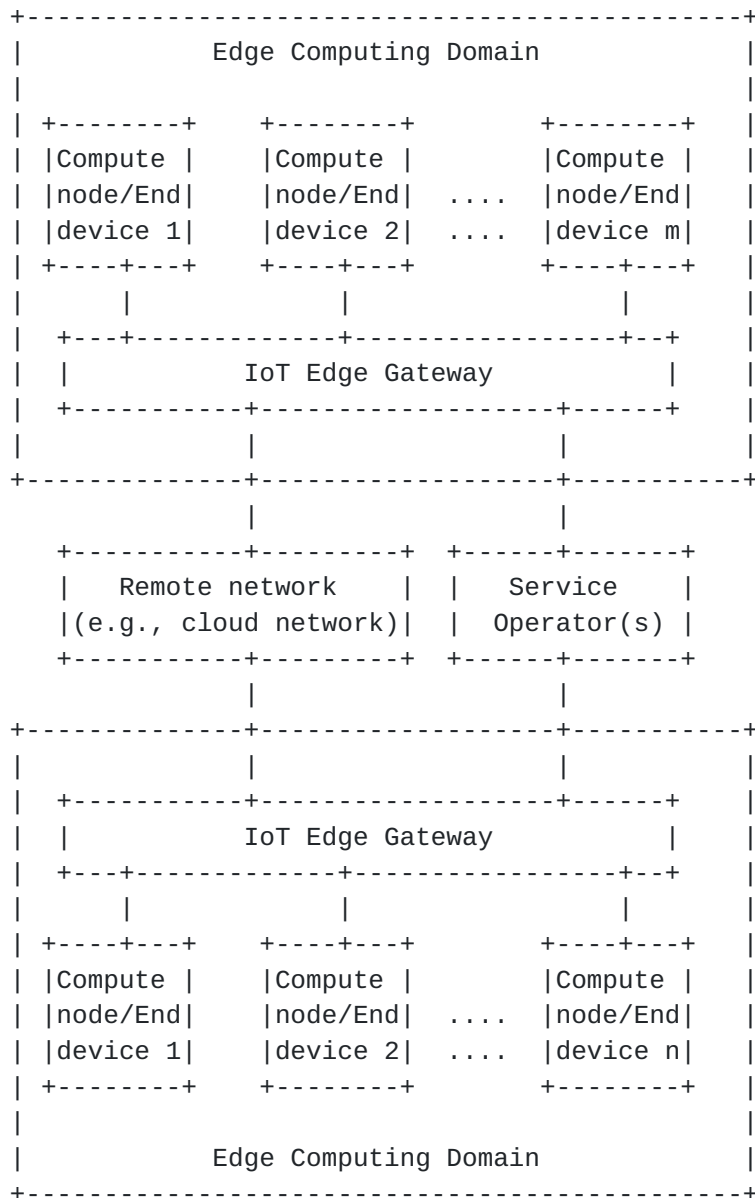 Edge Computing Domain
Compute Compute Compute
node/End node/End .... node/End
device 1 device 2 .... device m
IoT Edge Gateway
Remote network Service
(e.g., cloud network) Operator(s)
IoT Edge Gateway
Compute Compute Compute
node/End node/End .... node/End
device 1 device 2 .... device n
Edge Computing Domain